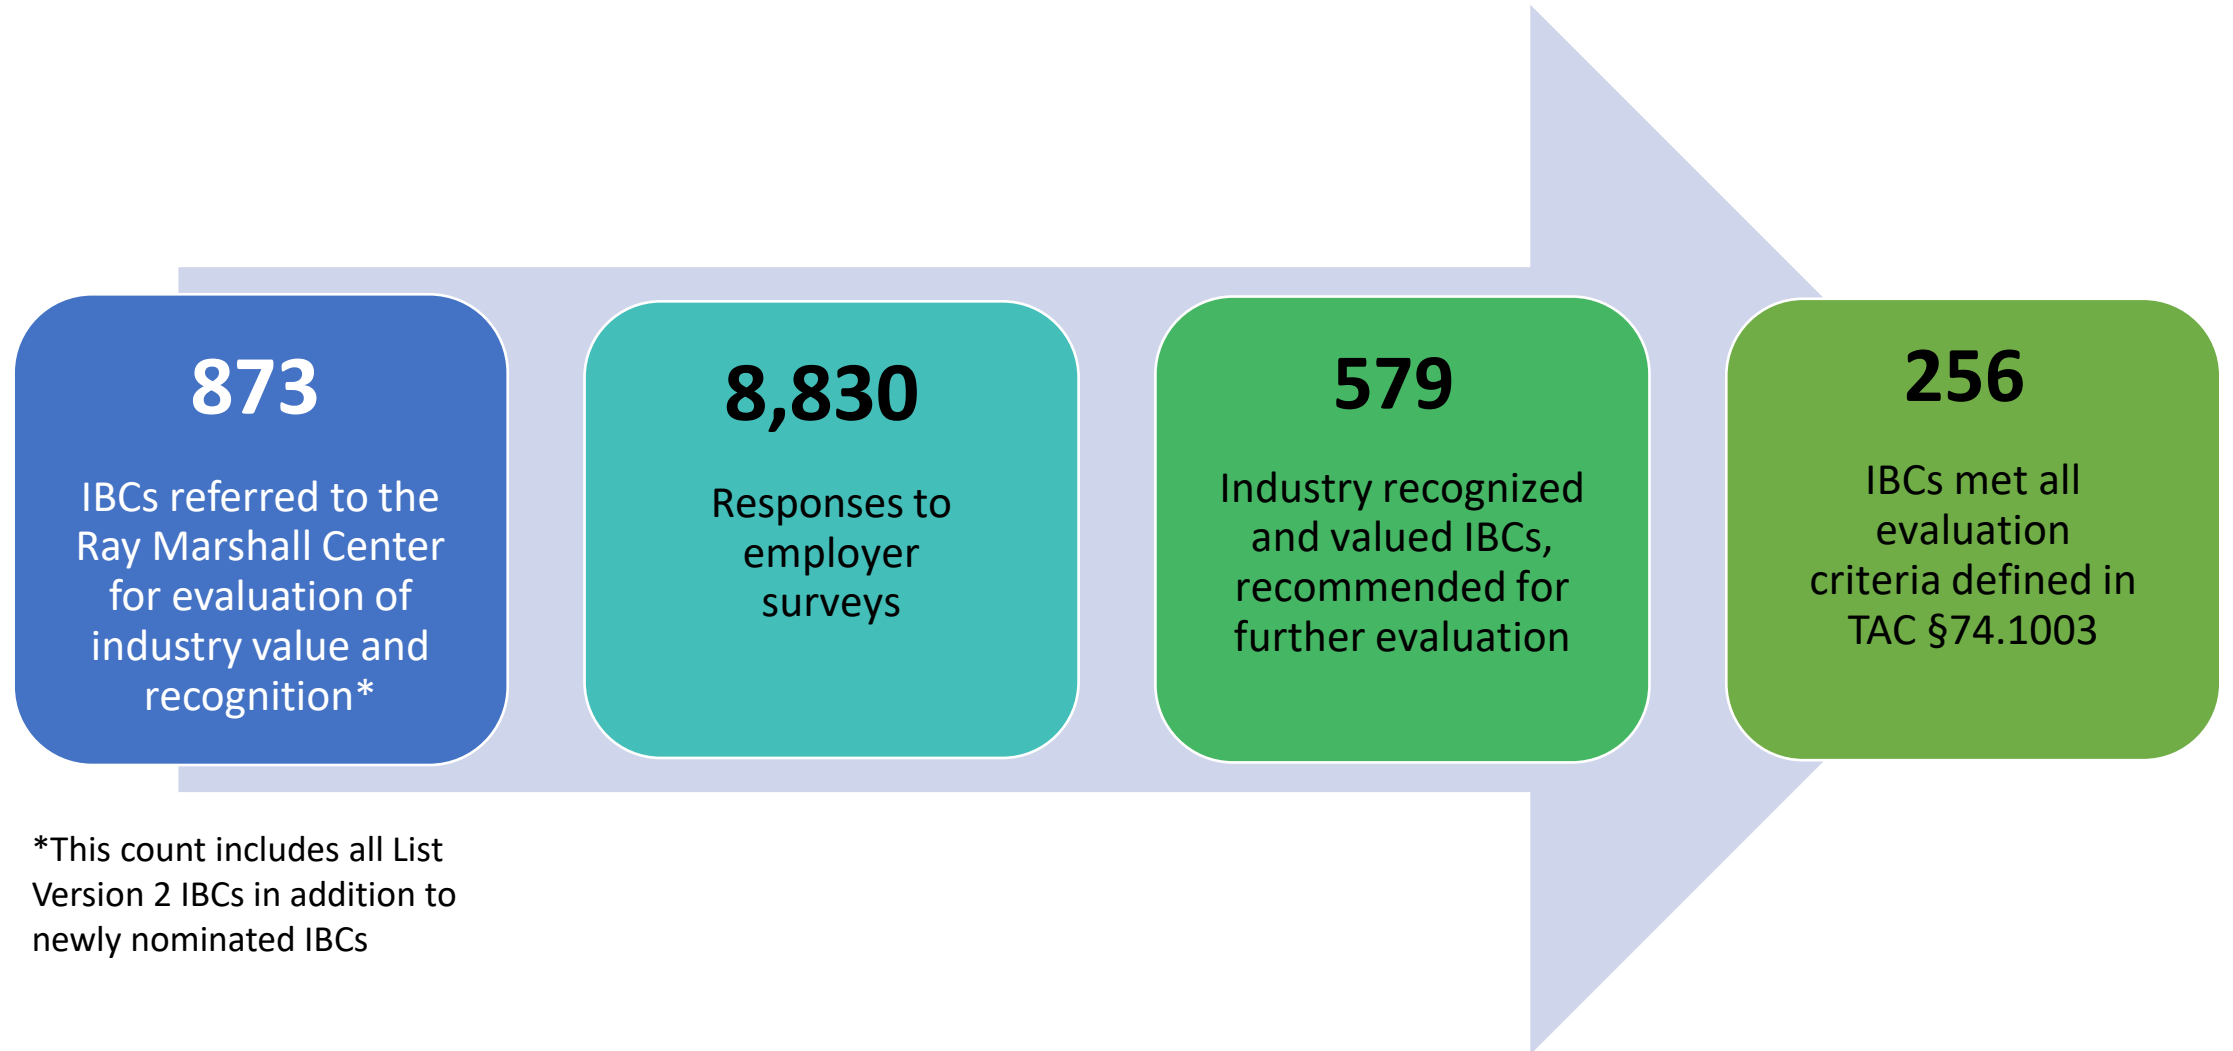 873
IBCs referred to the
Ray Marshall Center
for evaluation of
industry value and
recognition*
8,830
Responses to
employer
surveys
579
Industry recognized
and valued IBCs,
recommended for
further evaluation
256
IBCs met all
evaluation
criteria defined in
TAC §74.1003
*This count includes all List
Version 2 IBCs in addition to
newly nominated IBCs